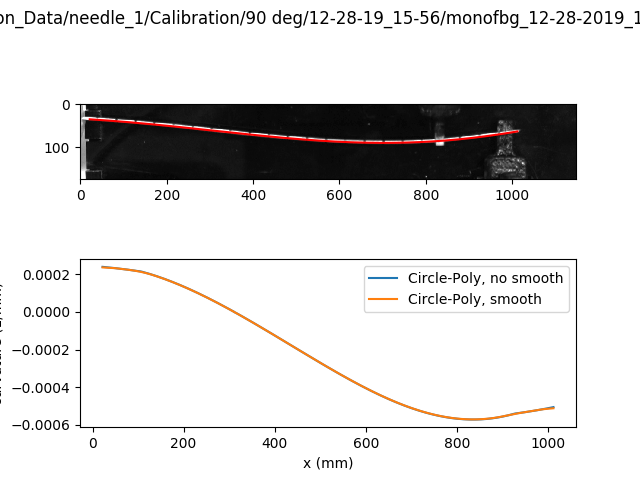 on_Data/needle_1/Calibration/90 deg/12-28-19_15-56/monofbg_12-28-2019_1
0
100
0 200 400 600 800 1000
0.0002
0.0000
−0.0002
−0.0004
−0.0006
Circle-Poly, no smooth
Circle-Poly, smooth
0 200 400 600 800 1000
x (mm)